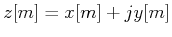 z[m] = x[m] + jy[m]